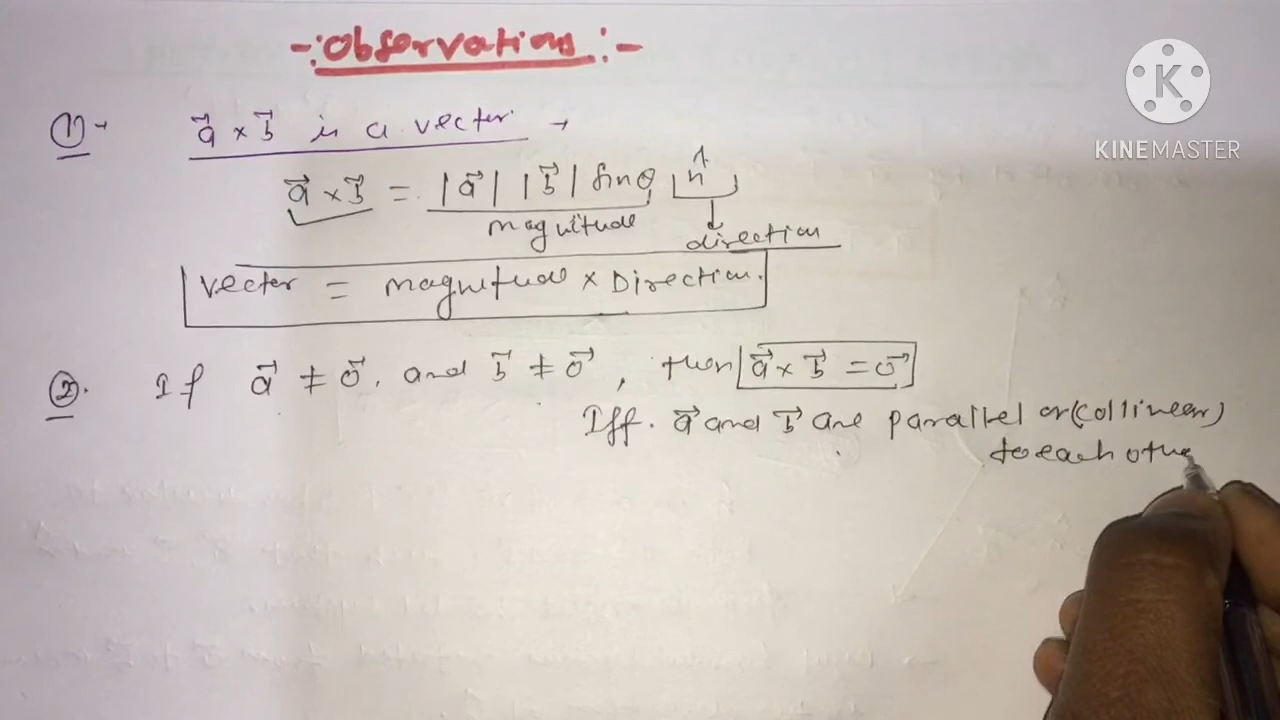 -:Observations:-
K
KINEMASTER
① a⃗ × b⃗ is a vector →
a⃗ × b⃗ = |a⃗| |b⃗| sinθ n̂
magnitude
direction
vector = magnitude × Direction.
②. If a⃗ ≠ 0⃗, and b⃗ ≠ 0⃗, then a⃗ × b⃗ = 0⃗
Iff. a⃗ and b⃗ are parallel or (collinear)
to each othe